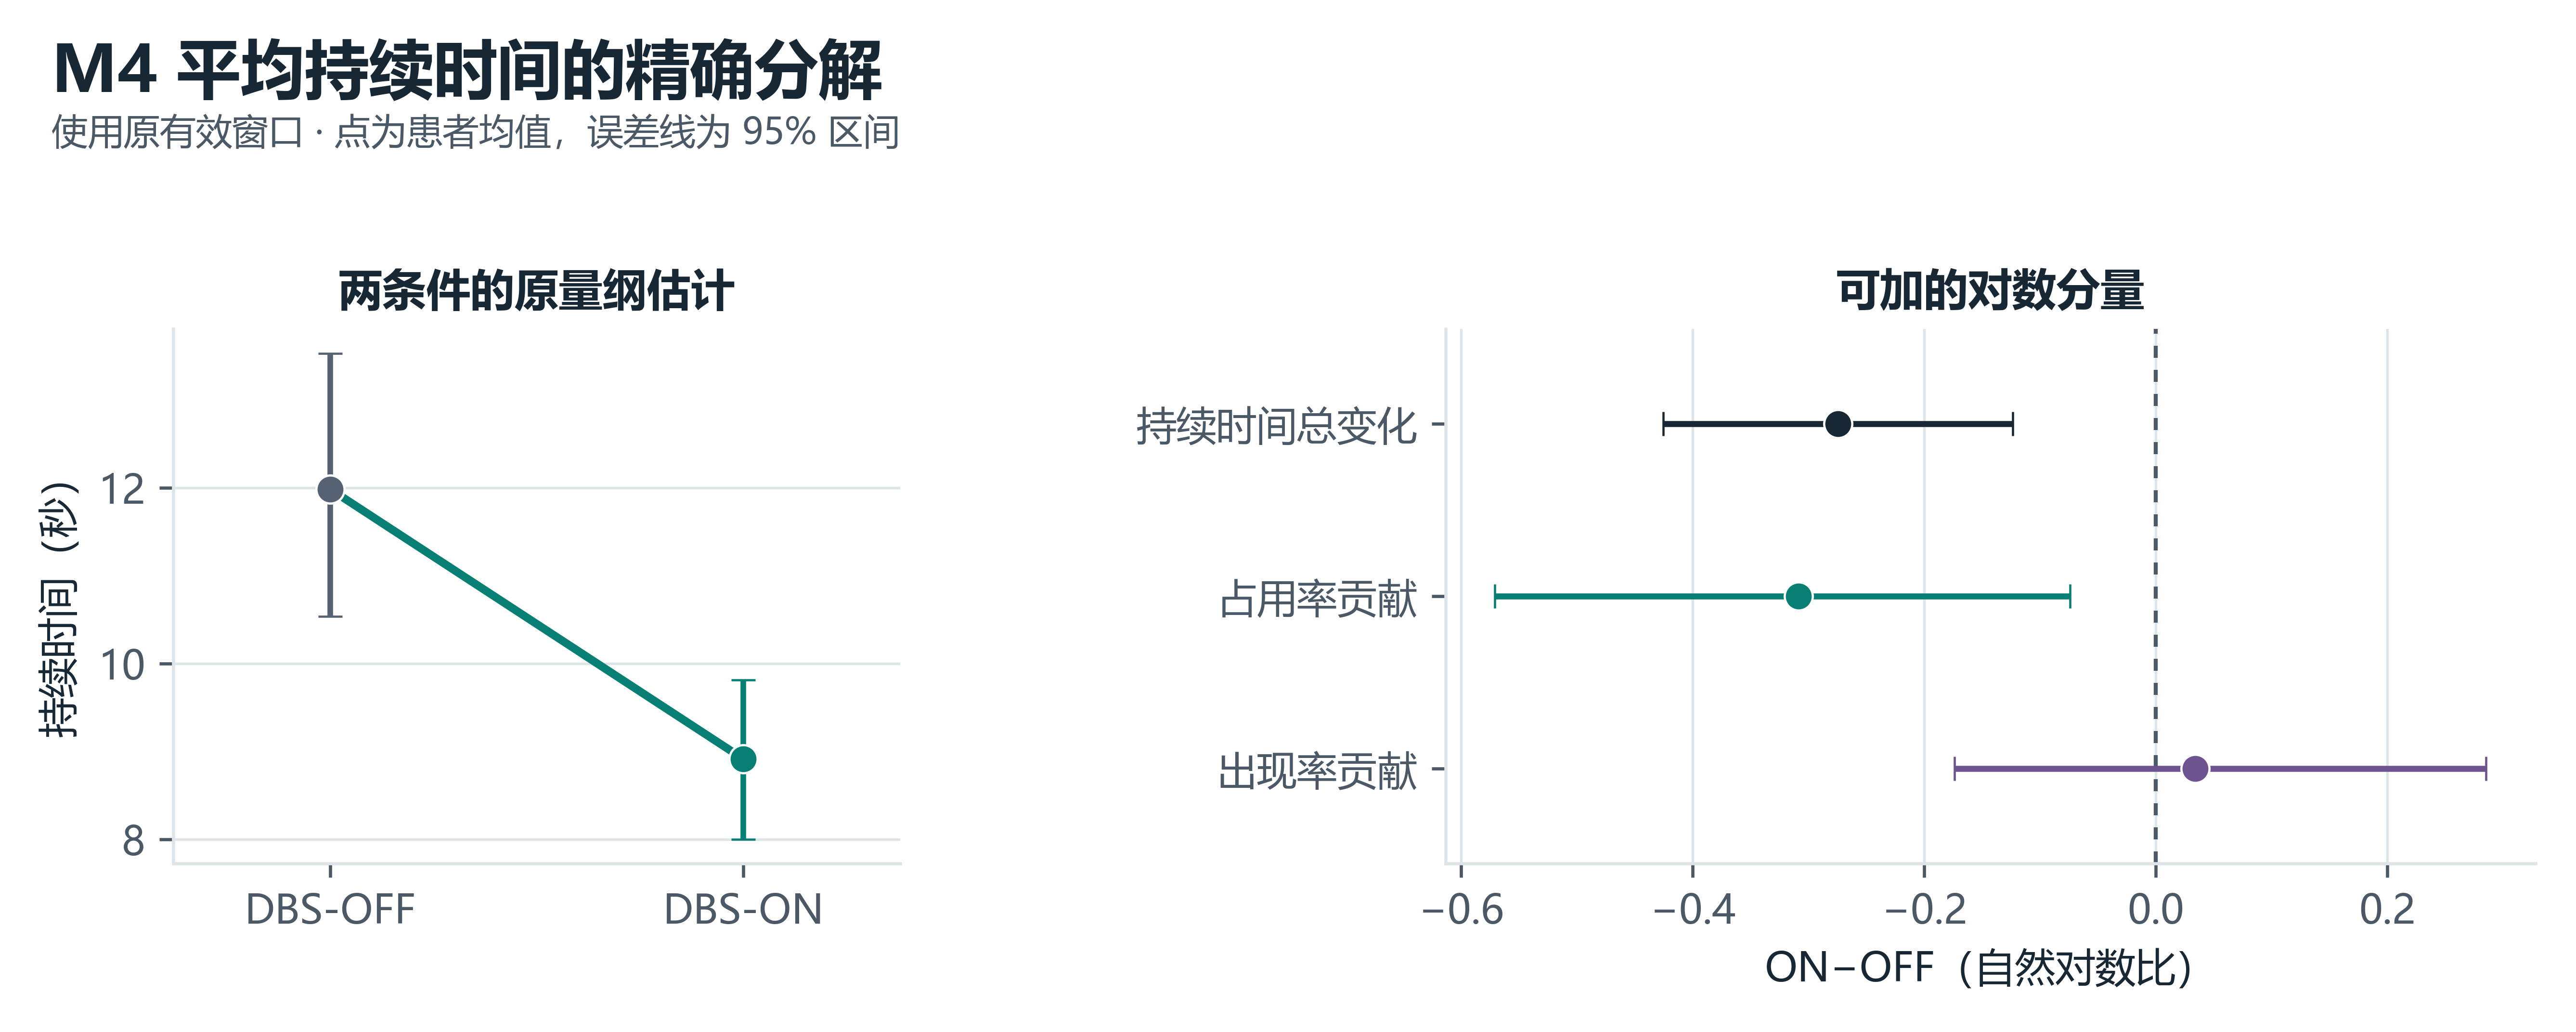 M4 平均持续时间的精确分解
使用原有效窗口 · 点为患者均值，误差线为 95% 区间
两条件的原量纲估计
持续时间（秒）
12
10
8
DBS-OFF
DBS-ON
可加的对数分量
持续时间总变化
占用率贡献
出现率贡献
−0.6
−0.4
−0.2
0.0
0.2
ON−OFF（自然对数比）